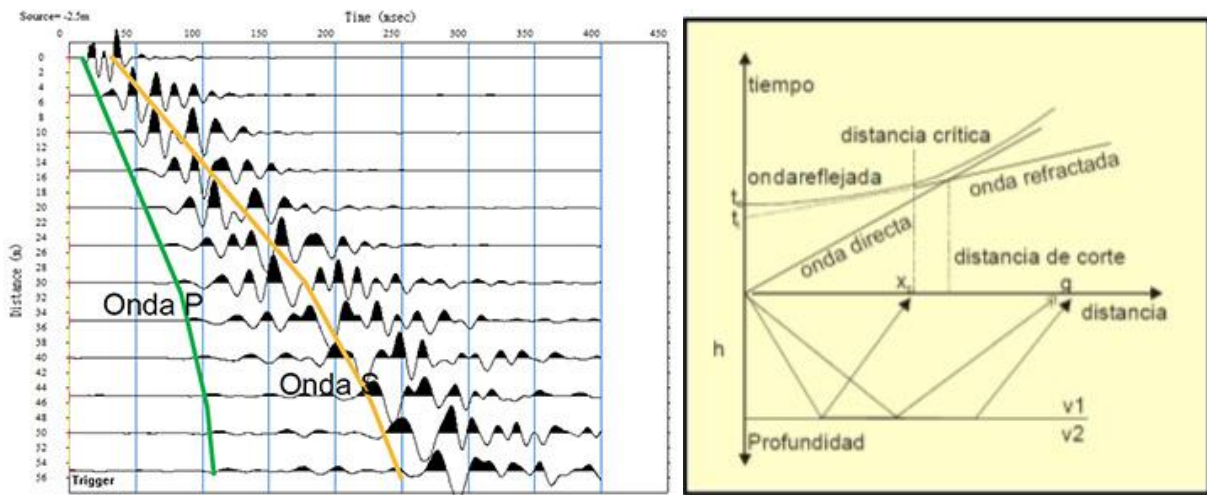 Source= -2.5m
Time (msec)
0 50 100 150 200 250 300 350 400 450
Distance (m)
0
2
4
6
8
10
12
14
16
18
20
22
24
26
28
30
32
34
36
38
40
42
44
46
48
50
52
54
56
Onda P
Onda S
Trigger
tiempo
distancia crítica
onda reflejada
onda refractada
onda directa
distancia de corte
distancia
h
v1
v2
Profundidad